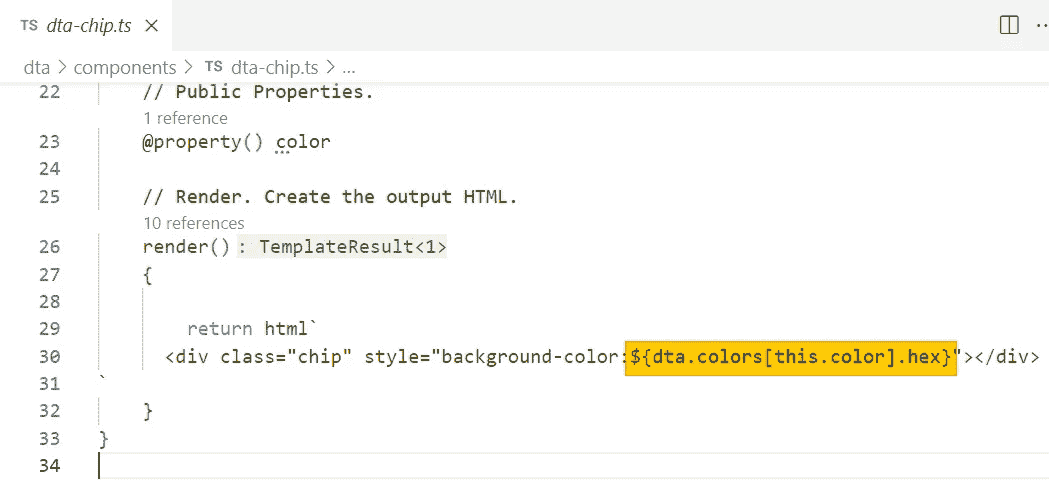 TS dta-chip.ts ×
dta > components > TS dta-chip.ts > ...
22 // Public Properties.
1 reference
23 @property() color
24
25 // Render. Create the output HTML.
10 references
26 render() : TemplateResult<1>
27 {
28
29 return html`
30 <div class="chip" style="background-color:${dta.colors[this.color].hex}"></div>
31 `
32 }
33 }
34